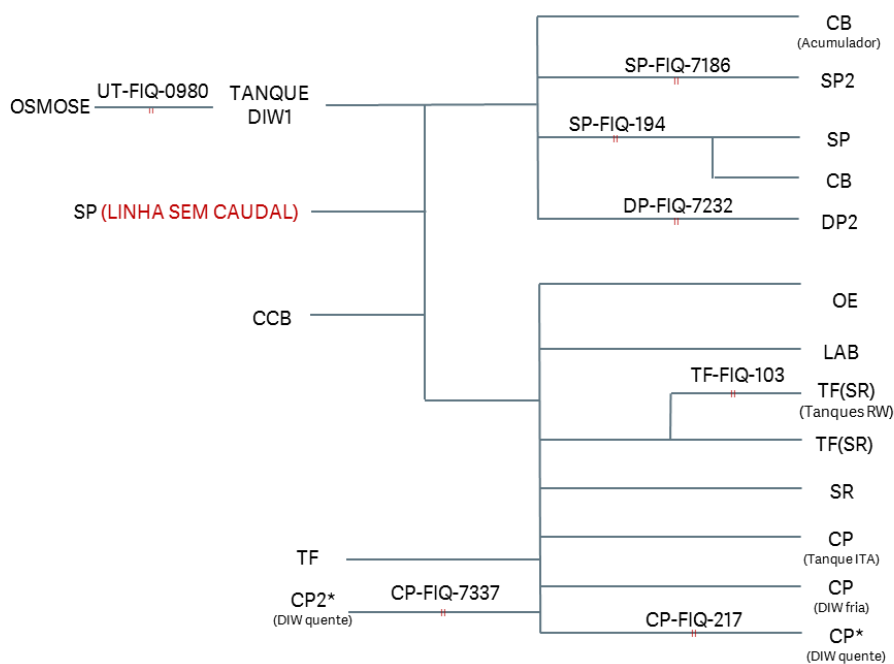 CB
(Acumulador)
SP-FIQ-7186
SP2
UT-FIQ-0980
OSMOSE
TANQUE
DIW1
SP-FIQ-194
SP
CB
SP (LINHA SEM CAUDAL)
DP-FIQ-7232
DP2
OE
CCB
LAB
TF-FIQ-103
TF(SR)
(Tanques RW)
TF(SR)
SR
CP
(Tanque ITA)
TF
CP2*
(DIW quente)
CP-FIQ-7337
CP
(DIW fria)
CP-FIQ-217
CP*
(DIW quente)